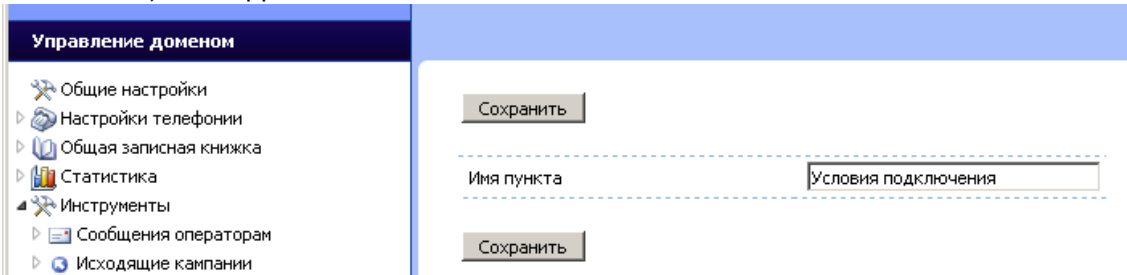 Управление доменом
Общие настройки
Настройки телефонии
Общая записная книжка
Статистика
Инструменты
Сообщения операторам
Исходящие кампании
Сохранить
Имя пункта Условия подключения
Сохранить